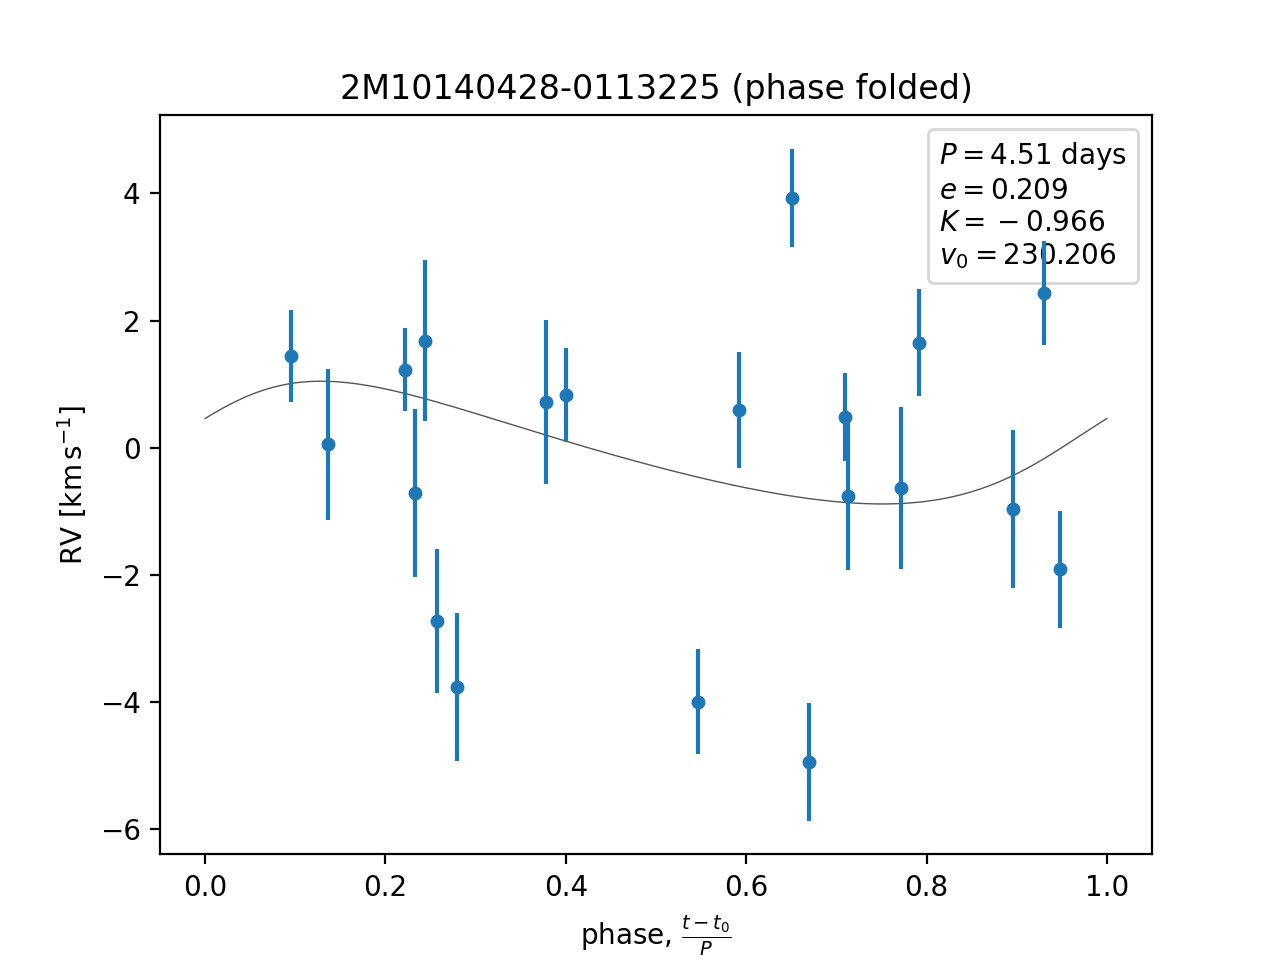 2M10140428-0113225 (phase folded)
P = 4.51 days
e = 0.209
K = −0.966
v₀ = 230.206
RV [km s⁻¹]
4
2
0
−2
−4
−6
0.0 0.2 0.4 0.6 0.8 1.0
phase, (t − t₀)/P